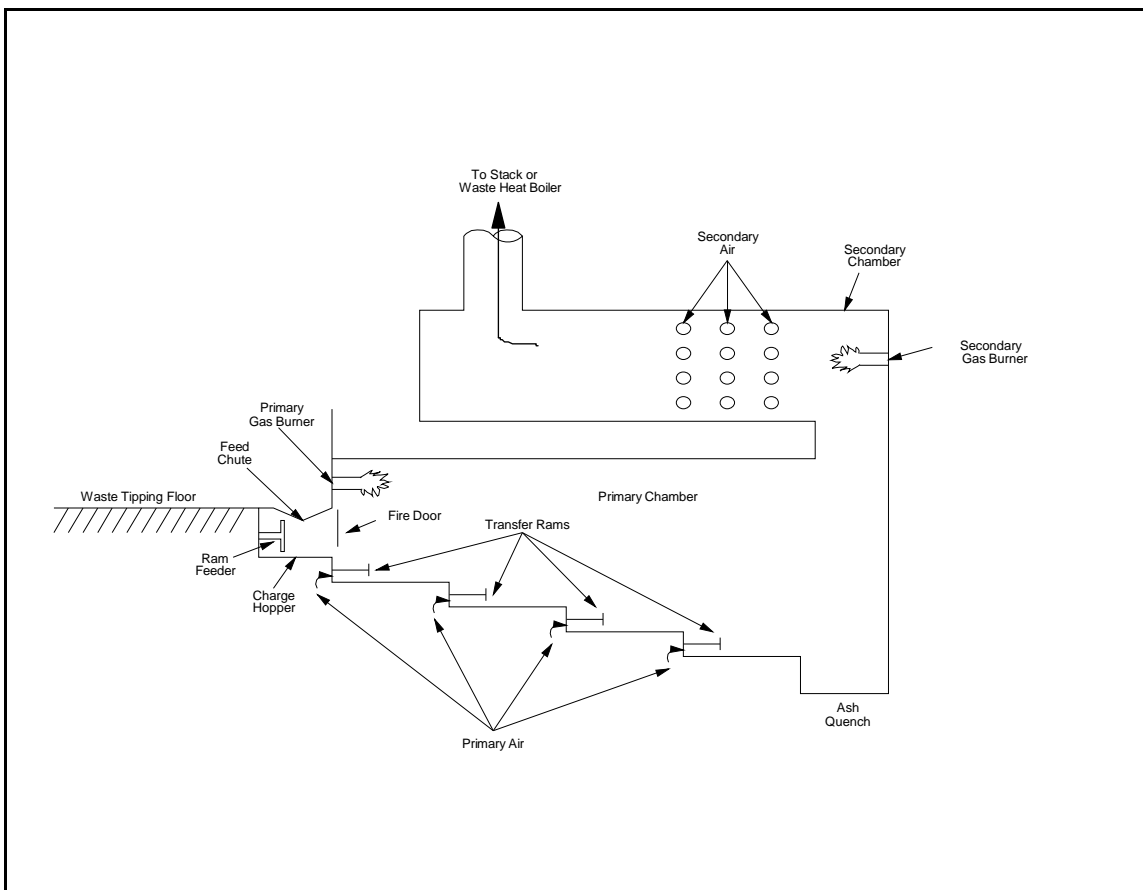 To Stack or
Waste Heat Boiler
Secondary
Air
Secondary
Chamber
Secondary
Gas Burner
Primary
Gas Burner
Feed
Chute
Waste Tipping Floor
Primary Chamber
Fire Door
Transfer Rams
Ram
Feeder
Charge
Hopper
Ash
Quench
Primary Air